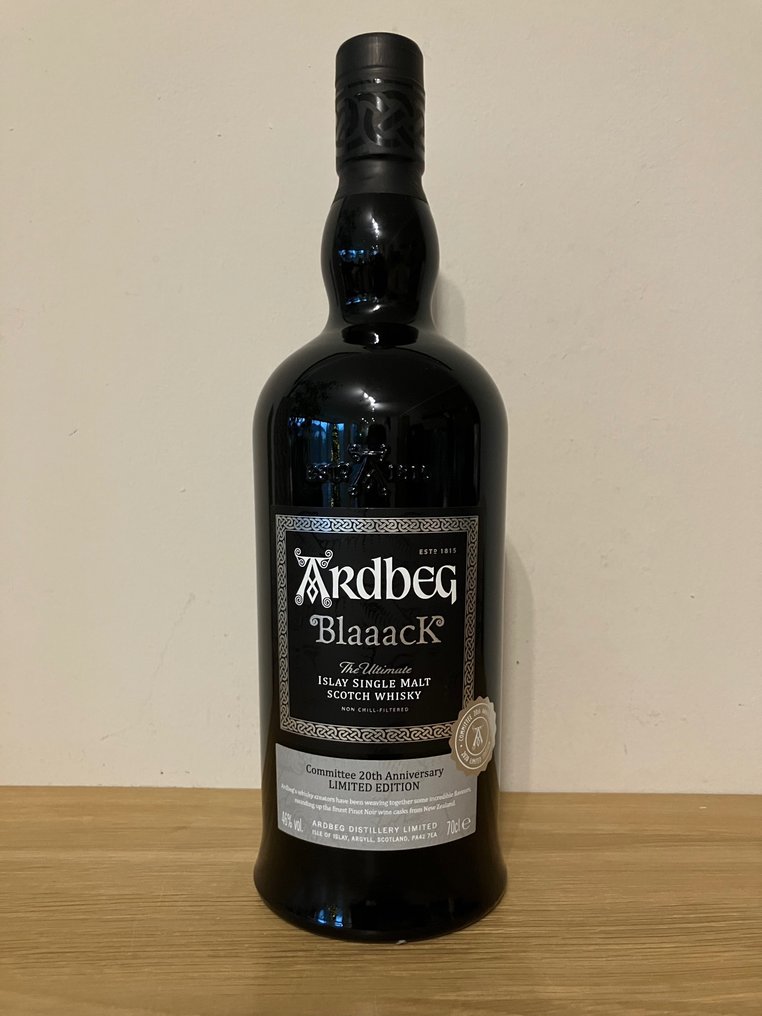 ESTD 1815
ARDBEG
BlaaacK
The Ultimate
ISLAY SINGLE MALT
SCOTCH WHISKY
NON CHILL-FILTERED
Committee 20th Anniversary
LIMITED EDITION
Ardbeg's whisky creators have been weaving together some incredible flavours,
rounding up the finest Pinot Noir wine casks from New Zealand.
46% vol.
ARDBEG DISTILLERY LIMITED
ISLE OF ISLAY, ARGYLL, SCOTLAND, PA42 7EA
70cl e